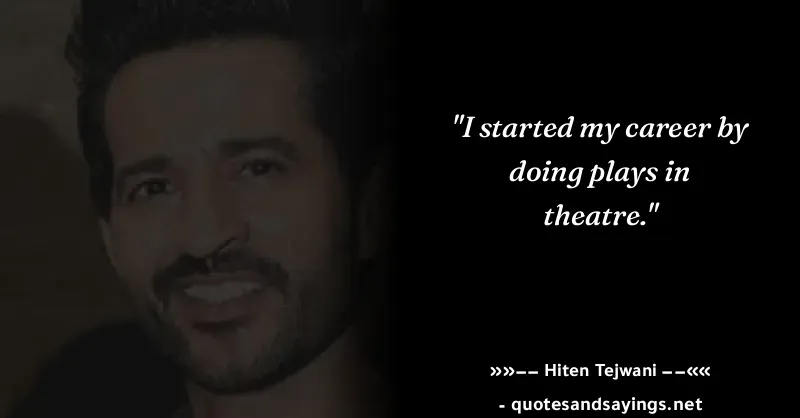 "I started my career by
doing plays in
theatre."
»»−− Hiten Tejwani −−««
- quotesandsayings.net